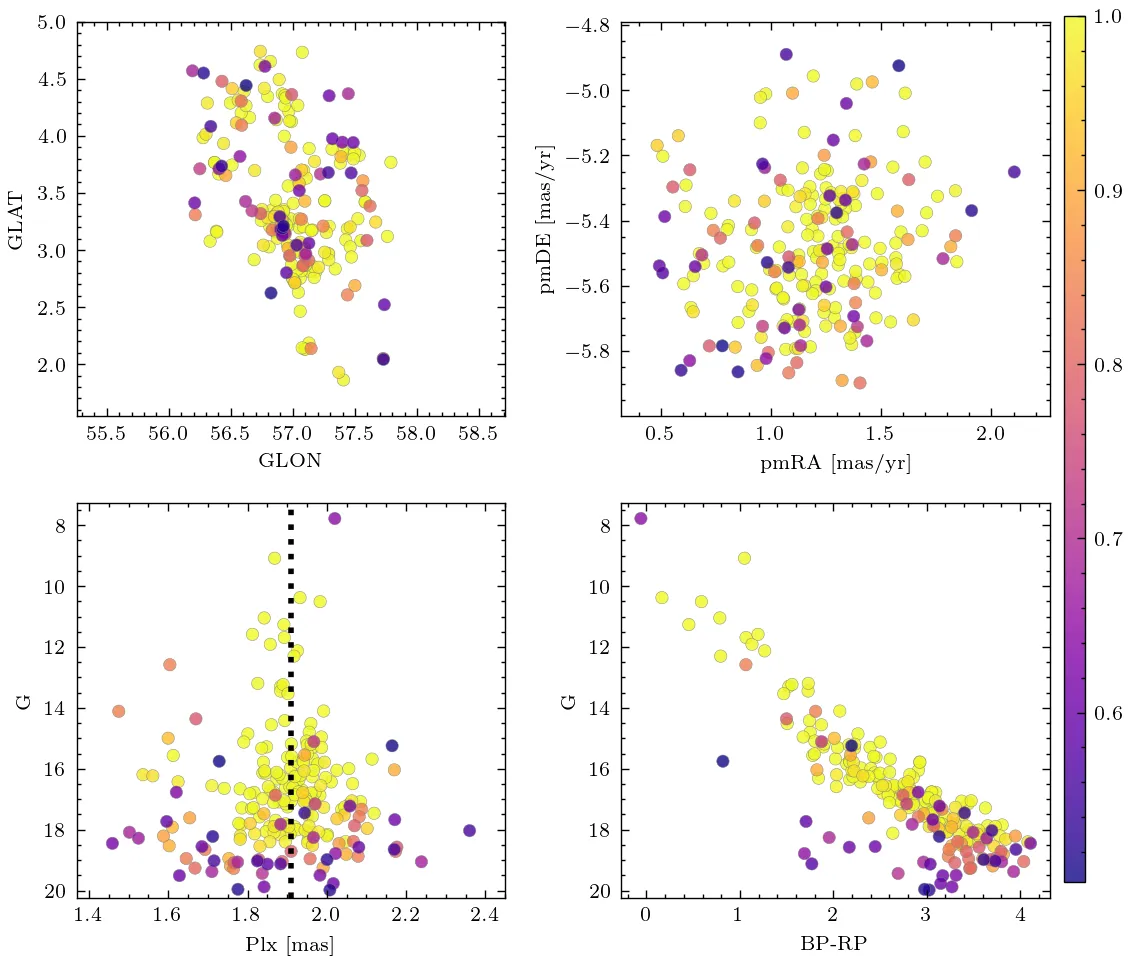 5.0
4.5
4.0
3.5
3.0
2.5
2.0
GLAT
55.5 56.0 56.5 57.0 57.5 58.0 58.5
GLON
−4.8
−5.0
−5.2
−5.4
−5.6
−5.8
pmDE [mas/yr]
0.5 1.0 1.5 2.0
pmRA [mas/yr]
1.0
0.9
0.8
0.7
0.6
8
10
12
14
16
18
20
G
1.4 1.6 1.8 2.0 2.2 2.4
Plx [mas]
8
10
12
14
16
18
20
G
0 1 2 3 4
BP-RP